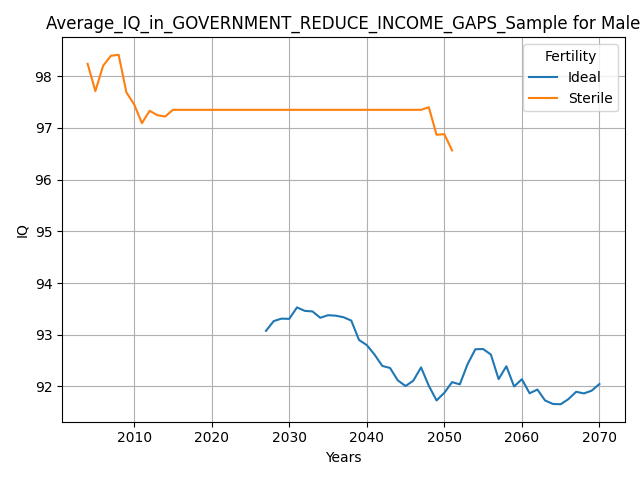 Average_IQ_in_GOVERNMENT_REDUCE_INCOME_GAPS_Sample for Male
Fertility
Ideal
Sterile
98
97
96
95
94
93
92
IQ
2010 2020 2030 2040 2050 2060 2070
Years